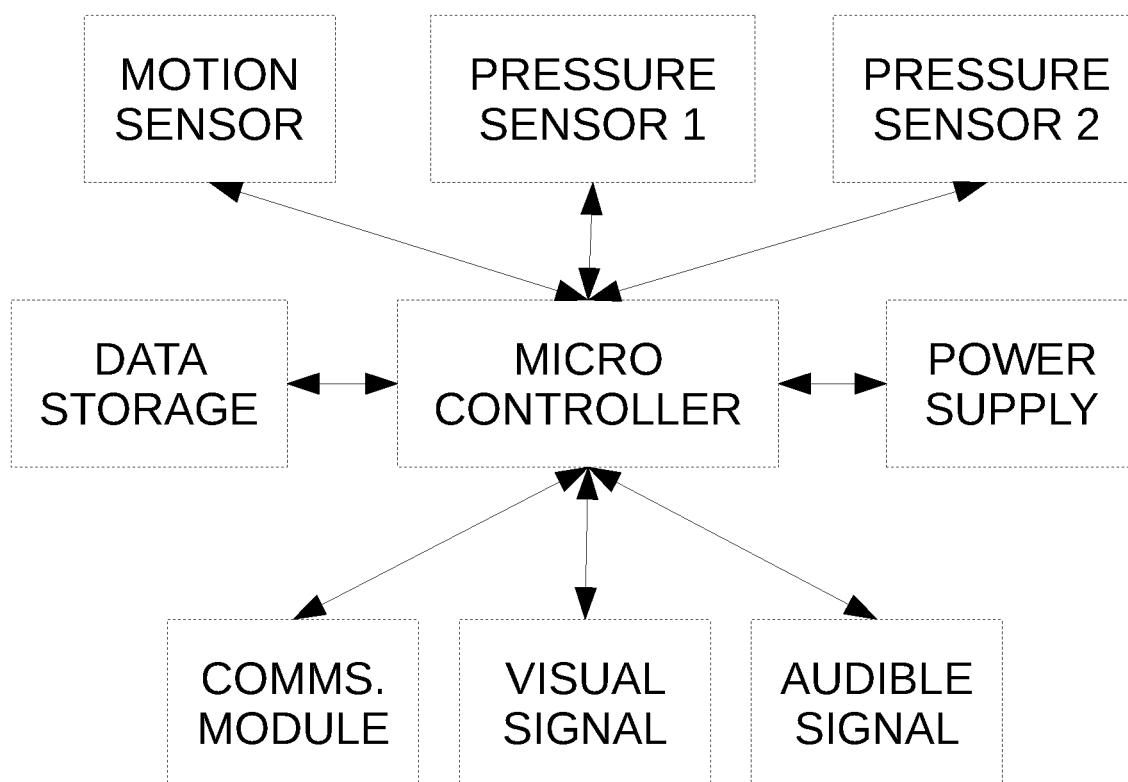 MOTION
SENSOR
PRESSURE
SENSOR 1
PRESSURE
SENSOR 2
DATA
STORAGE
MICRO
CONTROLLER
POWER
SUPPLY
COMMS.
MODULE
VISUAL
SIGNAL
AUDIBLE
SIGNAL